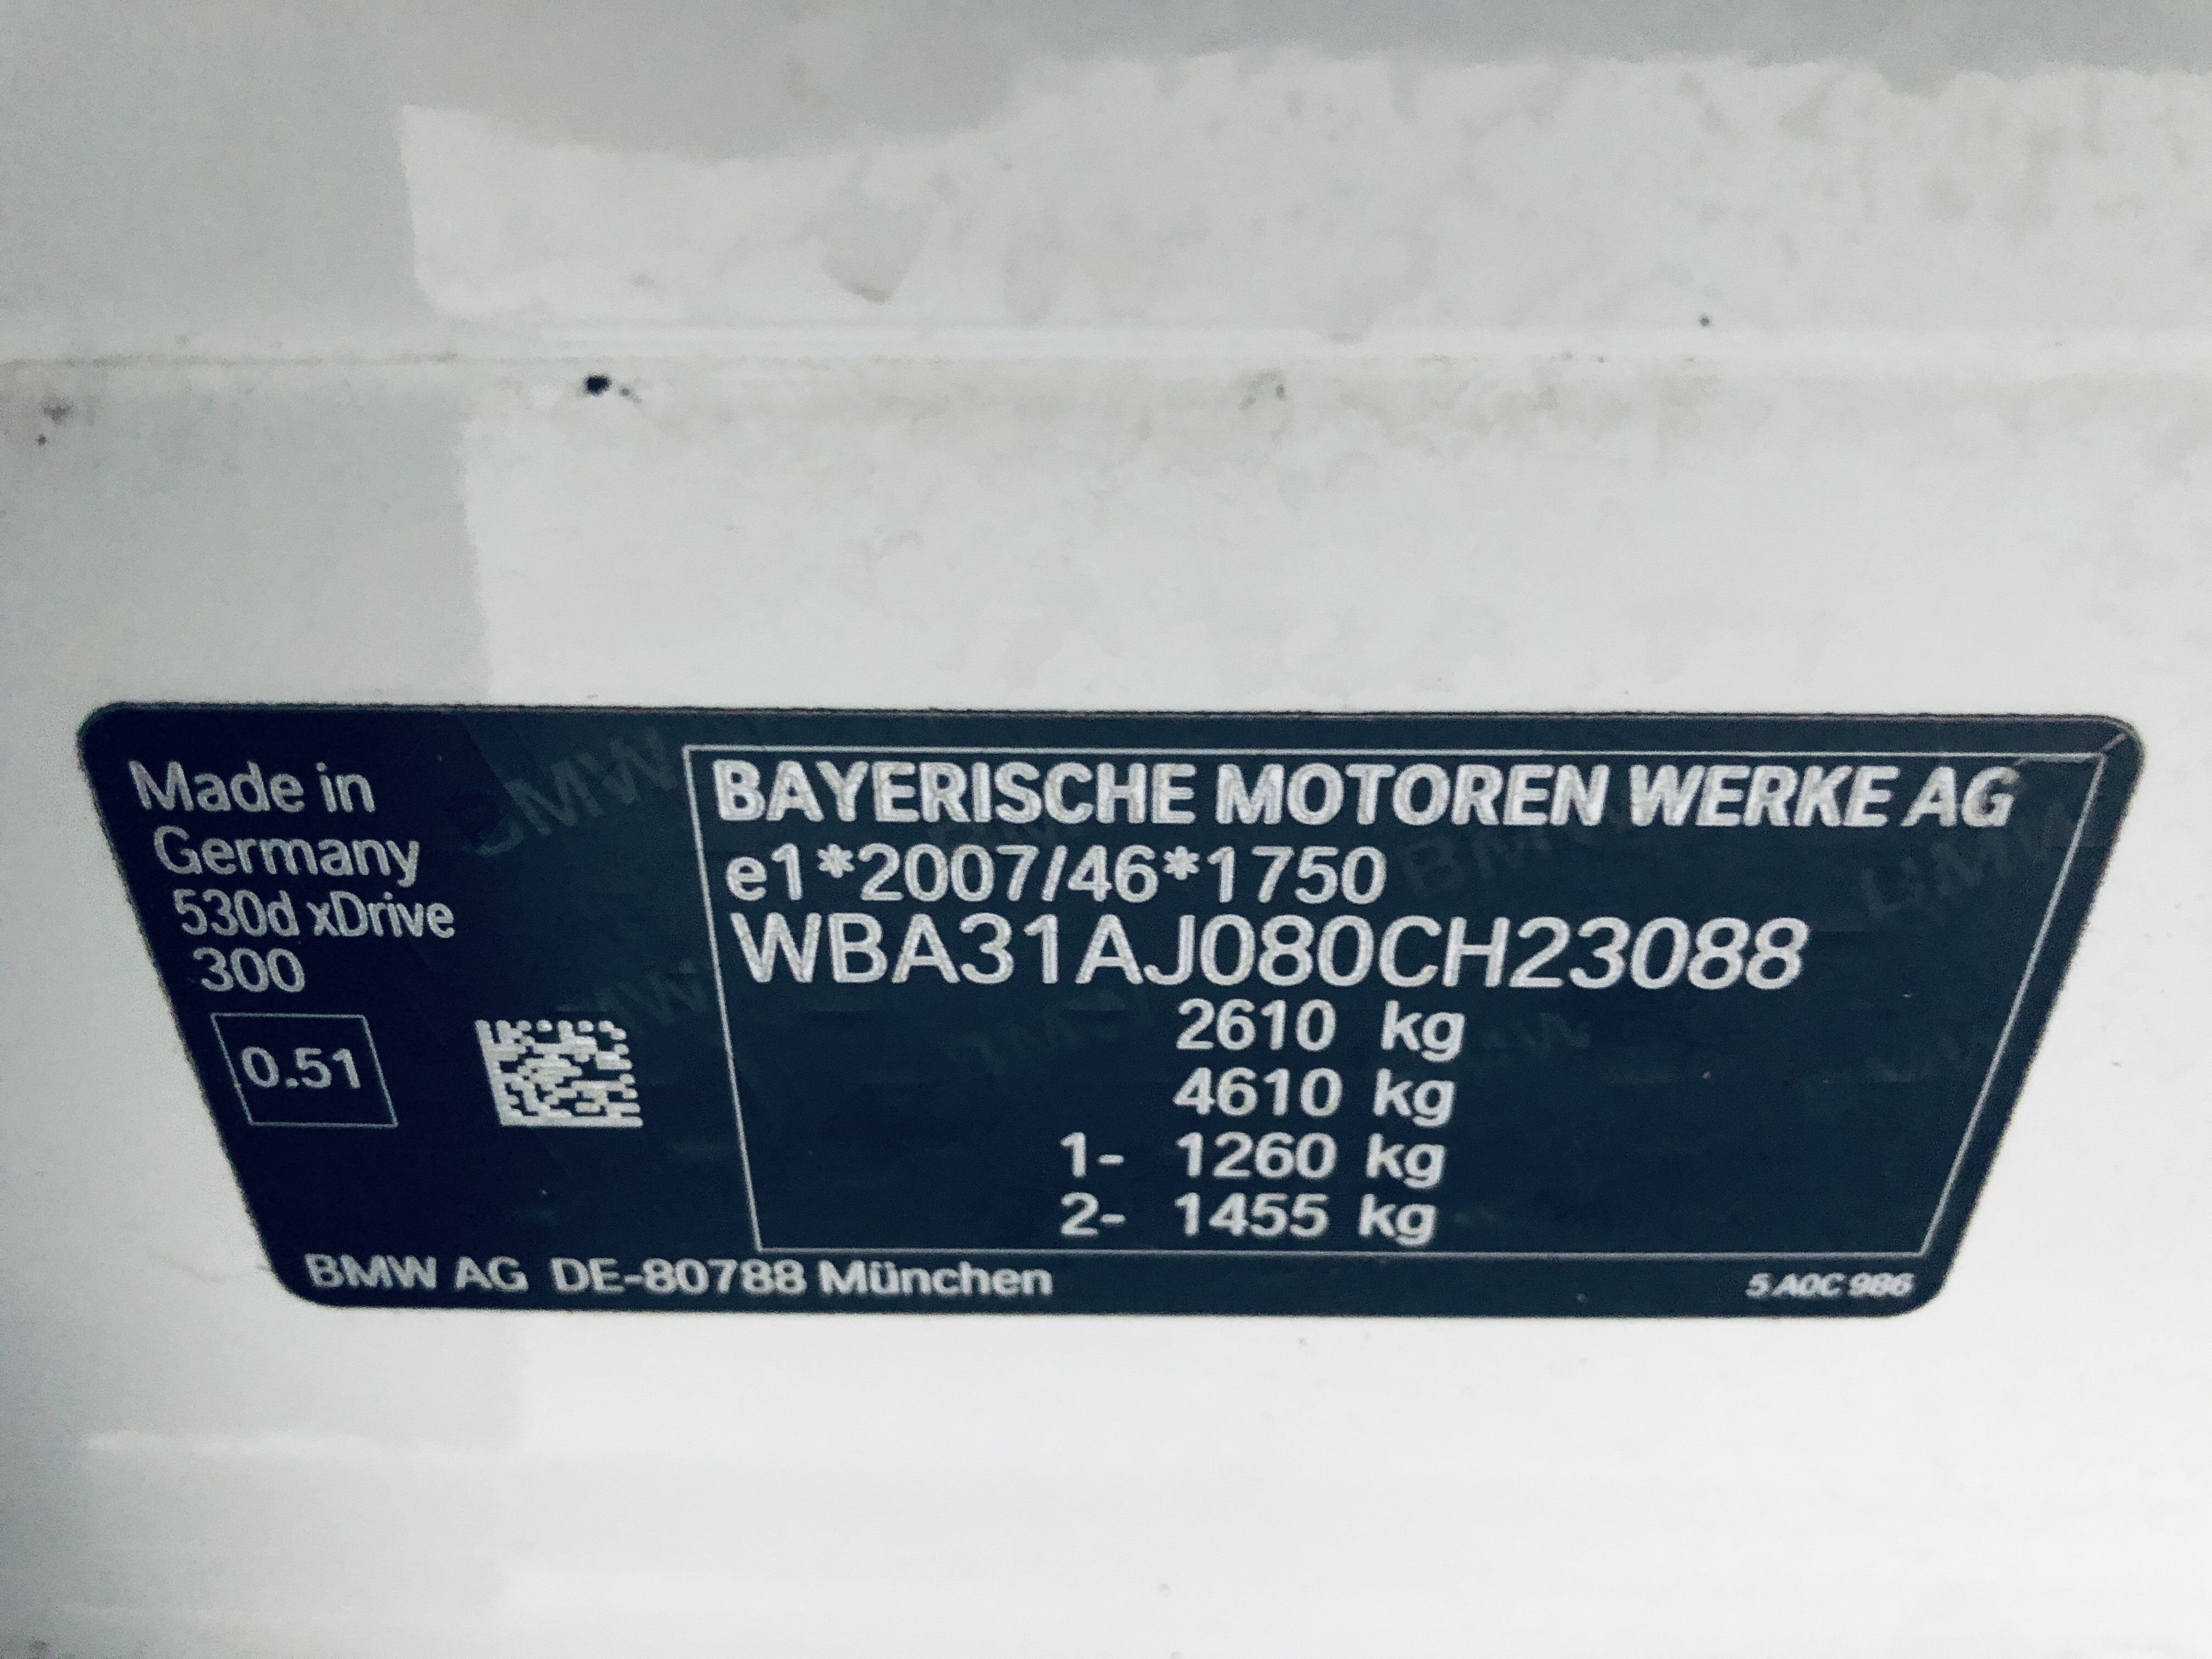 Made in
Germany
530d xDrive
300
0.51
BAYERISCHE MOTOREN WERKE AG
e1*2007/46*1750
WBA31AJ080CH23088
2610 kg
4610 kg
1- 1260 kg
2- 1455 kg
BMW AG DE-80788 München
5 A0C 986